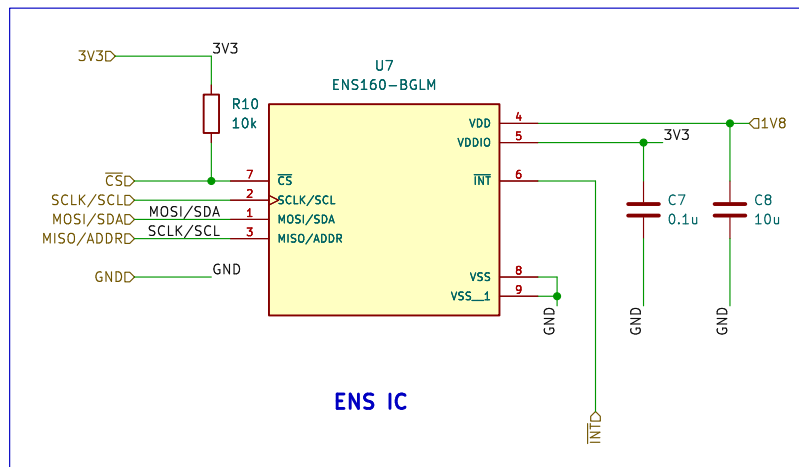 3V3
3V3
U7
ENS160-BGLM
R10
10k
VDD
4
1V8
VDDIO
5
3V3
CS
7
CS
INT
6
SCLK/SCL
2
SCLK/SCL
C7
0.1u
C8
10u
MOSI/SDA
MOSI/SDA
1
MOSI/SDA
MISO/ADDR
SCLK/SCL
3
MISO/ADDR
GND
GND
VSS
8
VSS__1
9
GND
GND
GND
ENS IC
INT